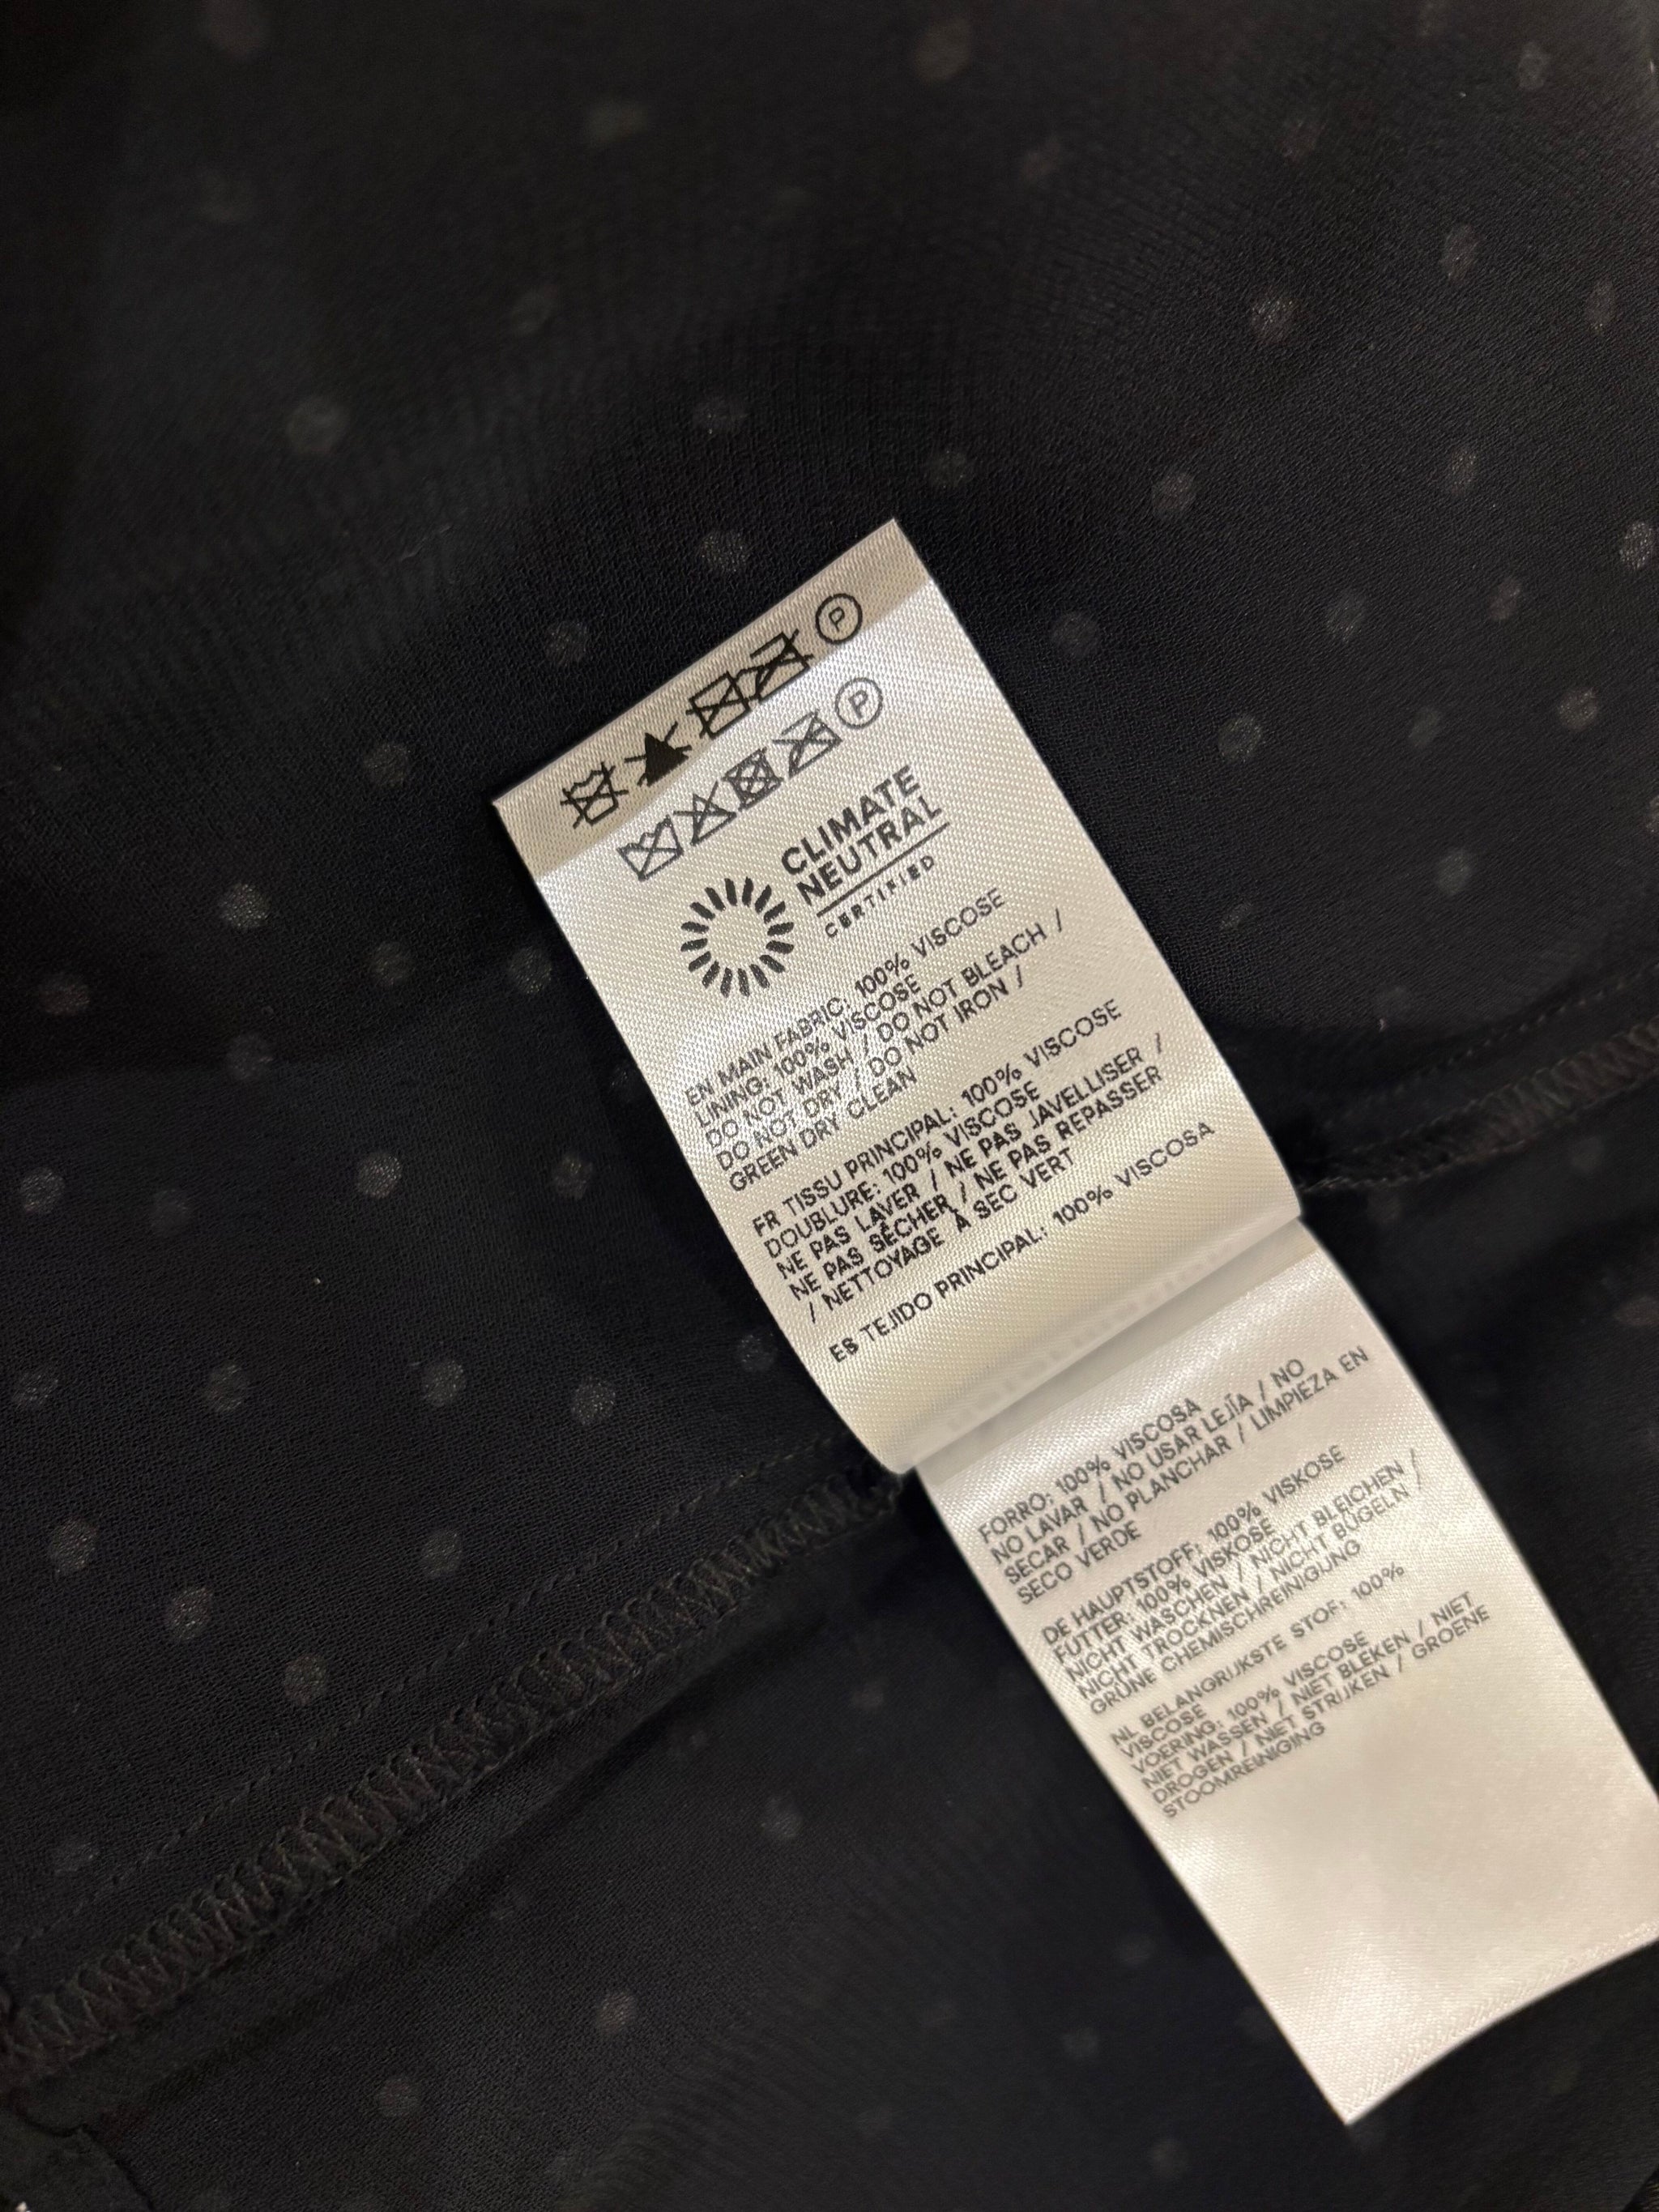 P
P
CLIMATE
NEUTRAL
CERTIFIED
EN MAIN FABRIC: 100% VISCOSE
LINING: 100% VISCOSE
DO NOT WASH / DO NOT BLEACH /
DO NOT DRY / DO NOT IRON /
GREEN DRY CLEAN
FR TISSU PRINCIPAL: 100% VISCOSE
DOUBLURE: 100% VISCOSE
NE PAS LAVER / NE PAS JAVELLISER /
NE PAS SÉCHER / NE PAS REPASSER
/ NETTOYAGE À SEC VERT
ES TEJIDO PRINCIPAL: 100% VISCOSA
FORRO: 100% VISCOSA
NO LAVAR / NO USAR LEJÍA / NO
SECAR / NO PLANCHAR / LIMPIEZA EN
SECO VERDE
DE HAUPTSTOFF: 100% VISKOSE
FUTTER: 100% VISKOSE
NICHT WASCHEN / NICHT BLEICHEN /
NICHT TROCKNEN / NICHT BÜGELN /
GRÜNE CHEMISCHREINIGUNG
NL BELANGRIJKSTE STOF: 100%
VISCOSE
VOERING: 100% VISCOSE
NIET WASSEN / NIET BLEKEN / NIET
DROGEN / NIET STRIJKEN / GROENE
STOOMREINIGING